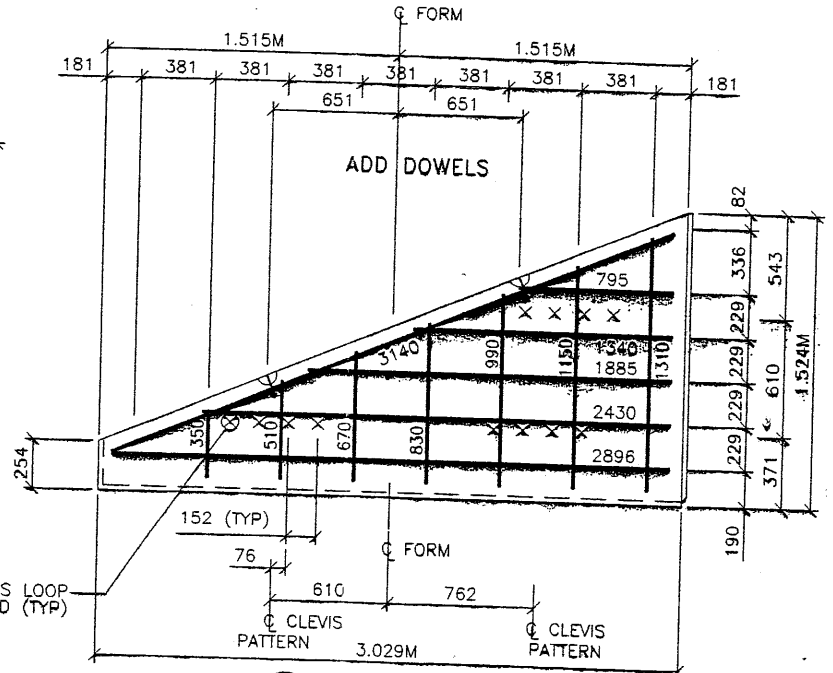 ℄ FORM
1.515M 1.515M
181 381 381 381 381 381 381 381 181
651 651
ADD DOWELS
82
336
543
795
229
1340
229
610
1.524M
3140
990
1150
1310
1885
229
2430
229
350
510
670
830
229
371
2896
254
190
152 (TYP)
℄ FORM
76
S LOOP
D (TYP)
610 762
℄ CLEVIS
PATTERN
℄ CLEVIS
PATTERN
3.029M